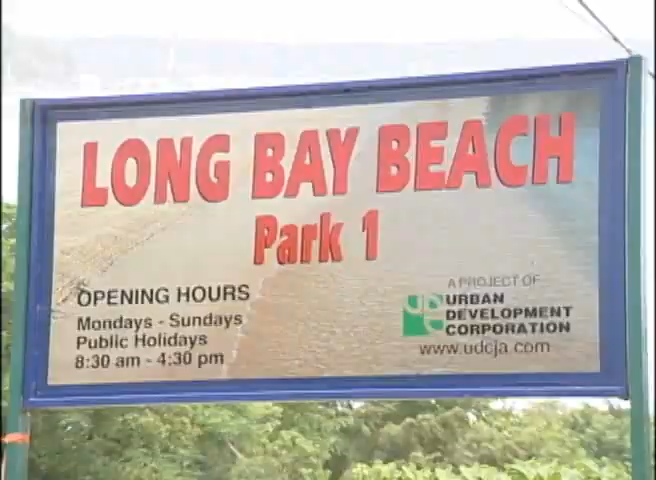 LONG BAY BEACH
Park 1
OPENING HOURS
Mondays - Sundays
Public Holidays
8:30 am - 4:30 pm
A PROJECT OF
UDC
URBAN
DEVELOPMENT
CORPORATION
www.udcja.com